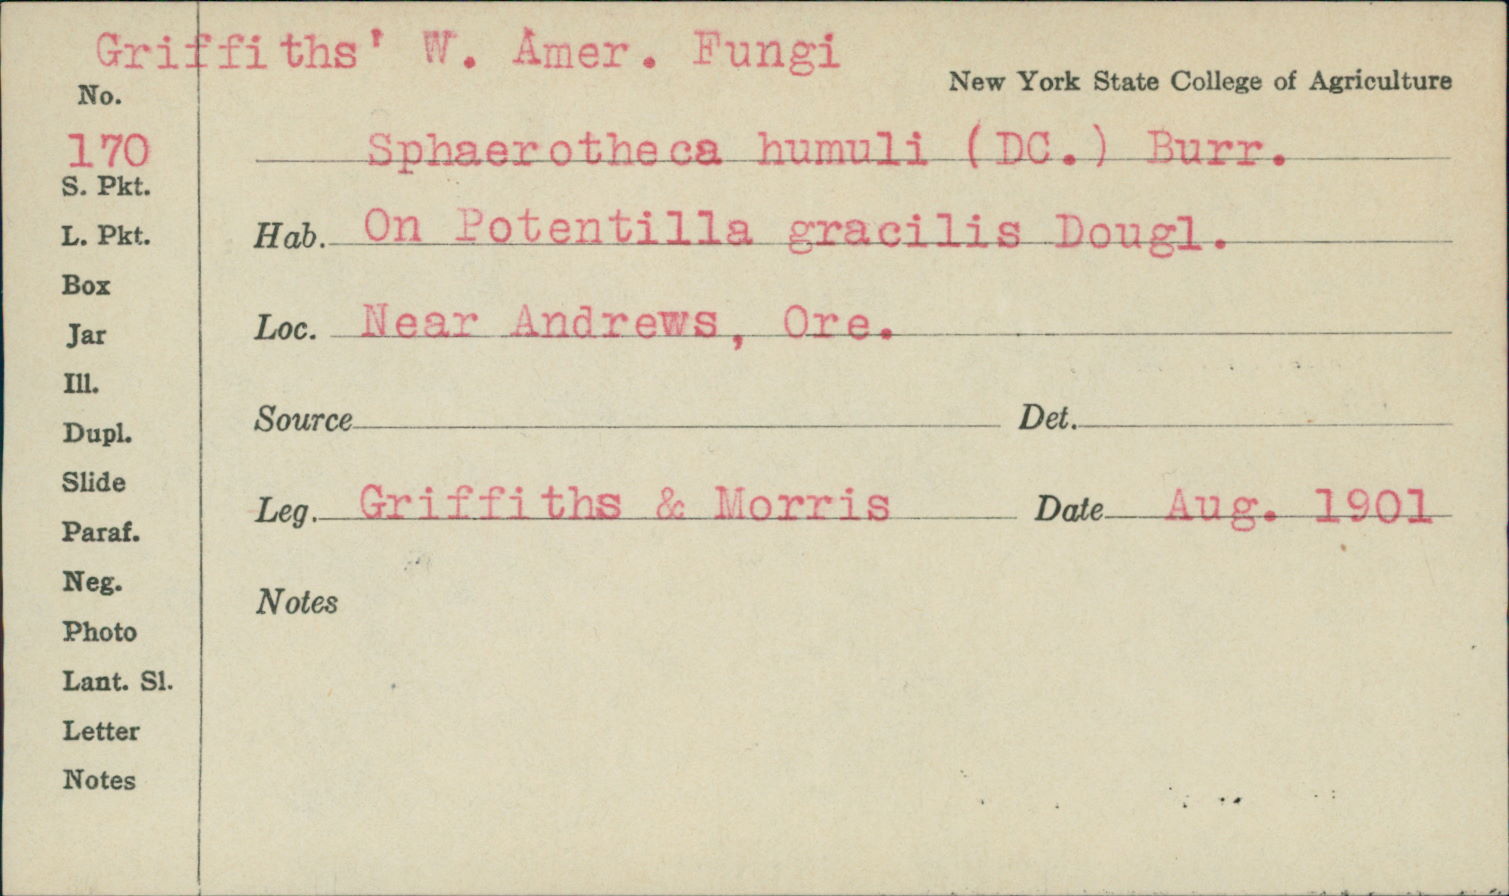 Griffiths' W. Amer. Fungi
New York State College of Agriculture
No.
170
Sphaerotheca humuli (DC.) Burr.
S. Pkt.
L. Pkt.
Hab. On Potentilla gracilis Dougl.
Box
Jar
Loc. Near Andrews, Ore.
Ill.
Dupl.
Source Det.
Slide
Leg. Griffiths & Morris Date Aug. 1901
Paraf.
Neg.
Notes
Photo
Lant. Sl.
Letter
Notes